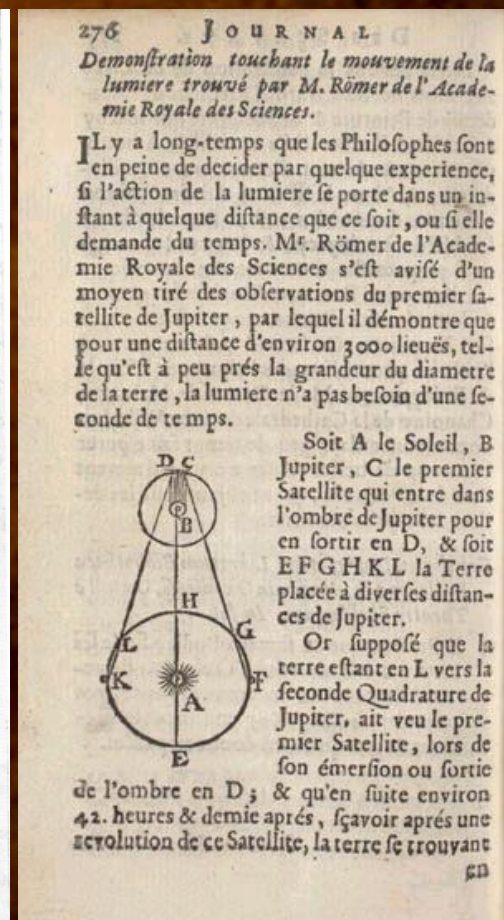 276 JOURNAL
Demonſtration touchant le mouvement de la
lumiere trouvé par M. Römer de l'Acade-
mie Royale des Sciences.
IL y a long-temps que les Philoſophes ſont
en peine de decider par quelque experience,
ſi l'action de la lumiere ſe porte dans un in-
ſtant à quelque diſtance que ce ſoit, ou ſi elle
demande du temps. Mr. Römer de l'Acade-
mie Royale des Sciences s'eſt aviſé d'un
moyen tiré des obſervations du premier ſa-
tellite de Jupiter, par lequel il démontre que
pour une diſtance d'environ 3000 lieuës, tel-
le qu'eſt à peu prés la grandeur du diametre
de la terre, la lumiere n'a pas beſoin d'une ſe-
conde de temps.
Soit A le Soleil, B
Jupiter, C le premier
Satellite qui entre dans
l'ombre de Jupiter pour
en ſortir en D, & ſoit
EFGHKL la Terre
placée à diverſes diſtan-
ces de Jupiter.
Or ſuppoſé que la
terre eſtant en L vers la
ſeconde Quadrature de
Jupiter, ait veu le pre-
mier Satellite, lors de
ſon émerſion ou ſortie
de l'ombre en D; & qu'en ſuite environ
42. heures & demie aprés, ſçavoir aprés une
revolution de ce Satellite, la terre ſe trouvant
en
D C
B
H
L G
K F
A
E